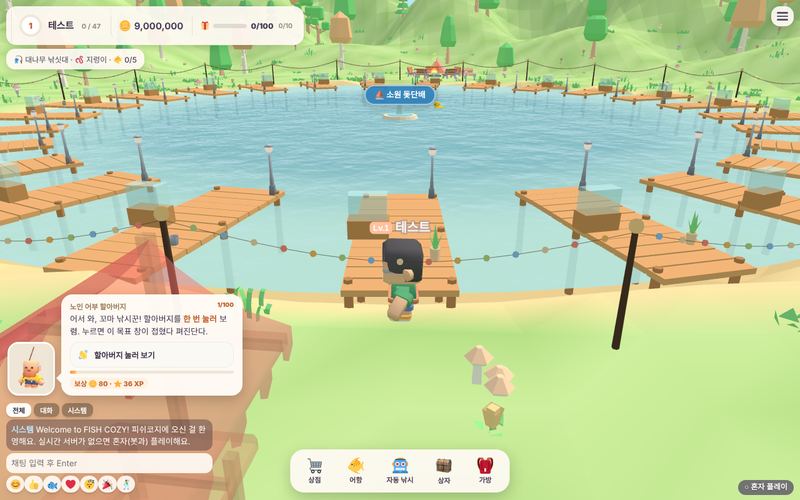 1 테스트 0 / 47 9,000,000 0/100 0/10
대나무 낚싯대 · 지렁이 · 0/5
소원 돛단배
Lv.1 테스트
노인 어부 할아버지 1/100
어서 와, 꼬마 낚시꾼! 할아버지를 한 번 눌러 보
렴. 누르면 이 목표 창이 접혔다 펴진단다.
할아버지 눌러 보기
보상 80 · 36 XP
전체 대화 시스템
시스템 Welcome to FISH COZY! 피쉬코지에 오신 걸 환
영해요. 실시간 서버가 없으면 혼자(봇과) 플레이해요.
채팅 입력 후 Enter
상점 어항 자동 낚시 상자 가방
혼자 플레이